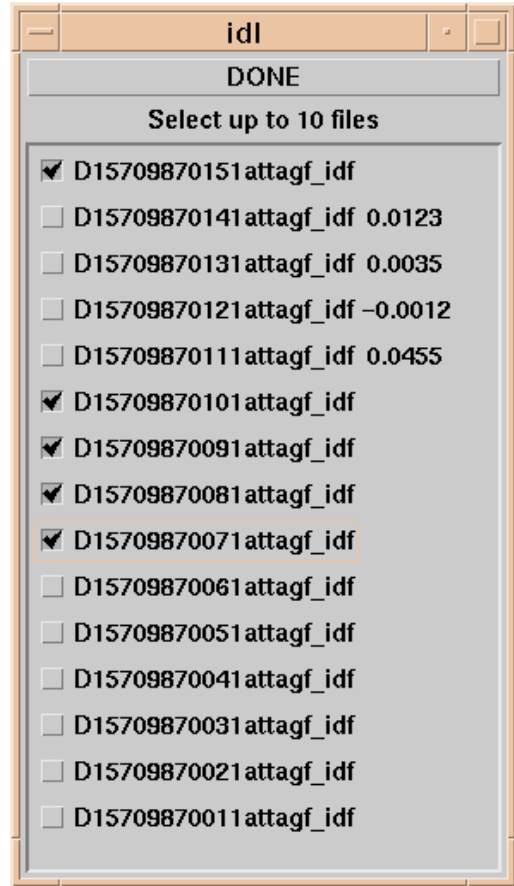 idl
DONE
Select up to 10 files
D15709870151attagf_idf
D15709870141attagf_idf 0.0123
D15709870131attagf_idf 0.0035
D15709870121attagf_idf -0.0012
D15709870111attagf_idf 0.0455
D15709870101attagf_idf
D15709870091attagf_idf
D15709870081attagf_idf
D15709870071attagf_idf
D15709870061attagf_idf
D15709870051attagf_idf
D15709870041attagf_idf
D15709870031attagf_idf
D15709870021attagf_idf
D15709870011attagf_idf